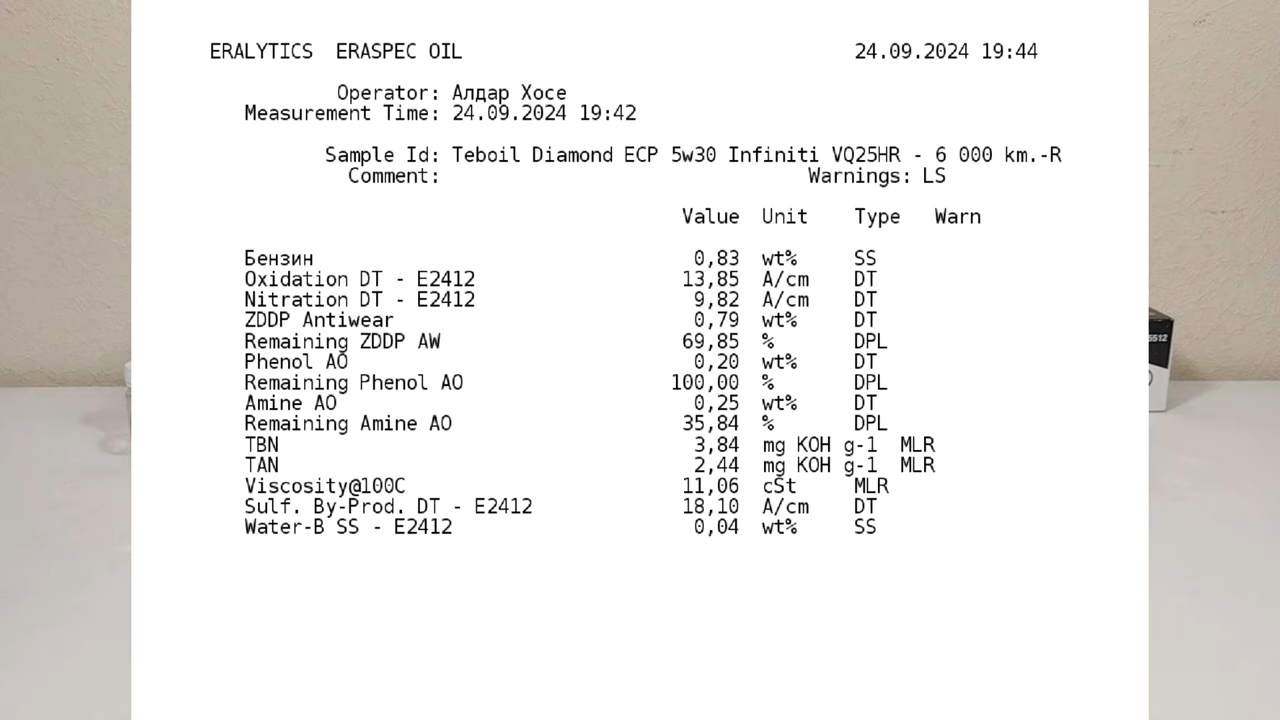 ERALYTICS ERASPEC OIL 24.09.2024 19:44
Operator: Алдар Хосе
Measurement Time: 24.09.2024 19:42
Sample Id: Teboil Diamond ECP 5w30 Infiniti VQ25HR - 6 000 km.-R
Comment: Warnings: LS
Value Unit Type Warn
Бензин 0,83 wt% SS
Oxidation DT - E2412 13,85 A/cm DT
Nitration DT - E2412 9,82 A/cm DT
ZDDP Antiwear 0,79 wt% DT
Remaining ZDDP AW 69,85 % DPL
Phenol AO 0,20 wt% DT
Remaining Phenol AO 100,00 % DPL
Amine AO 0,25 wt% DT
Remaining Amine AO 35,84 % DPL
TBN 3,84 mg KOH g-1 MLR
TAN 2,44 mg KOH g-1 MLR
Viscosity@100C 11,06 cSt MLR
Sulf. By-Prod. DT - E2412 18,10 A/cm DT
Water-B SS - E2412 0,04 wt% SS